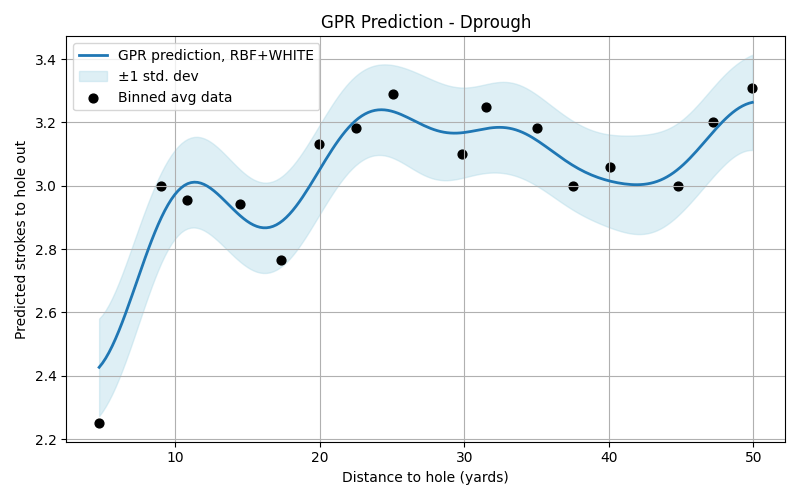 GPR Prediction - Dprough
GPR prediction, RBF+WHITE
±1 std. dev
Binned avg data
Predicted strokes to hole out
3.4
3.2
3.0
2.8
2.6
2.4
2.2
10 20 30 40 50
Distance to hole (yards)